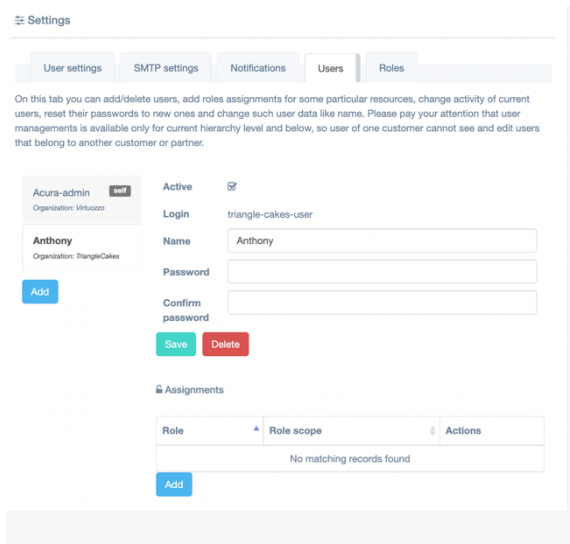 Settings
User settings
SMTP settings
Notifications
Users
Roles
On this tab you can add/delete users, add roles assignments for some particular resources, change activity of current
users, reset their passwords to new ones and change such user data like name. Please pay your attention that user
managements is available only for current hierarchy level and below, so user of one customer cannot see and edit users
that belong to another customer or partner.
Acura-admin self
Organization: Virtuozzo
Anthony
Organization: TriangleCakes
Add
Active
Login triangle-cakes-user
Name Anthony
Password
Confirm
password
Save Delete
Assignments
Role Role scope Actions
No matching records found
Add